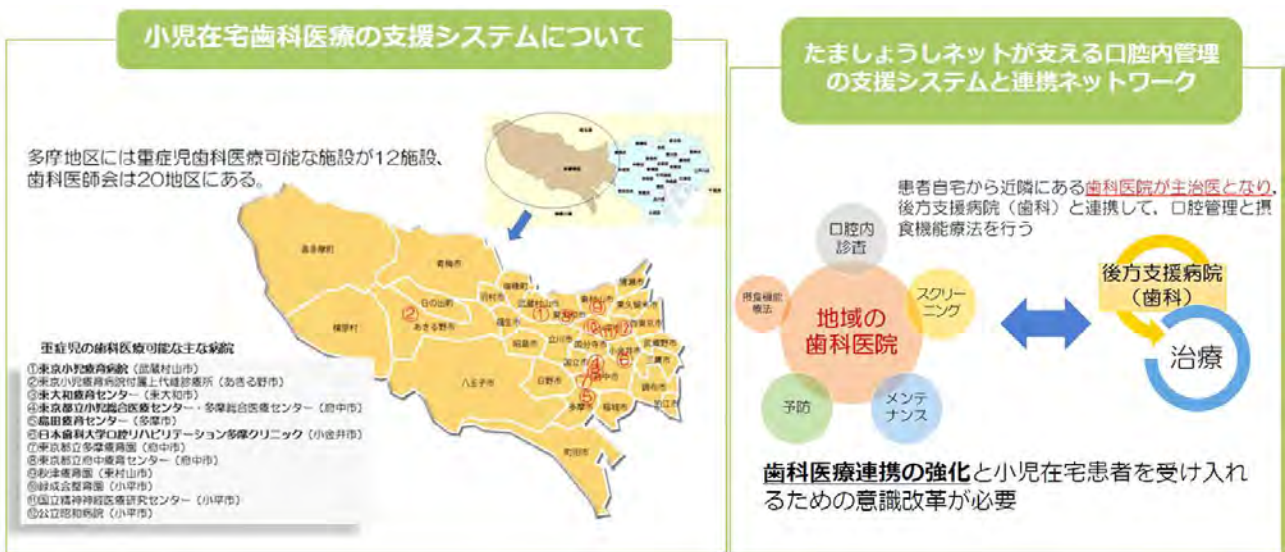 小児在宅歯科医療の支援システムについて
多摩地区には重症児歯科医療可能な施設が12施設、
歯科医師会は20地区にある。
奥多摩町
青梅市
日の出町
檜原村
あきる野市
羽村市
瑞穂町
福生市
武蔵村山市
昭島市
立川市
八王子市
日野市
国立市
国分寺市
小金井市
東村山市
清瀬市
東久留米市
西東京市
武蔵野市
三鷹市
調布市
狛江市
多摩市
稲城市
町田市
重症児の歯科医療可能な主な病院
①東京小児療育病院（武蔵村山市）
②東京小児療育病院付属上代継診療所（あきる野市）
③東大和療育センター（東大和市）
④東京都立小児総合医療センター・多摩総合医療センター（府中市）
⑤島田療育センター（多摩市）
⑥日本歯科大学口腔リハビリテーション多摩クリニック（小金井市）
⑦東京都立多摩療育園（府中市）
⑧東京都立府中療育センター（府中市）
⑨秋津療育園（東村山市）
⑩緑成会整育園（小平市）
⑪国立精神神経医療研究センター（小平市）
⑫公立昭和病院（小平市）
たましょうしネットが支える口腔内管理
の支援システムと連携ネットワーク
患者自宅から近隣にある歯科医院が主治医となり、
後方支援病院（歯科）と連携して、口腔管理と摂
食機能療法を行う
口腔内
診査
摂食機能
療法
スクリー
ニング
地域の
歯科医院
予防
メンテ
ナンス
後方支援病院
（歯科）
治療
歯科医療連携の強化と小児在宅患者を受け入れ
るための意識改革が必要